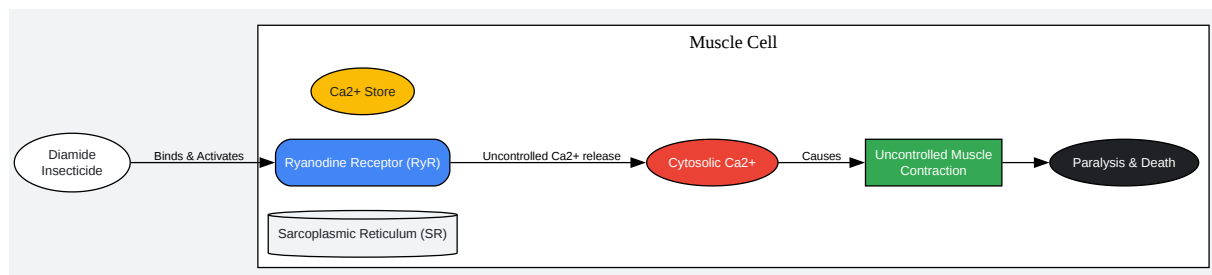 Muscle Cell
Ca2+ Store
Diamide
Insecticide
Binds & Activates
Ryanodine Receptor (RyR)
Uncontrolled Ca2+ release
Cytosolic Ca2+
Causes
Uncontrolled Muscle
Contraction
Paralysis & Death
Sarcoplasmic Reticulum (SR)